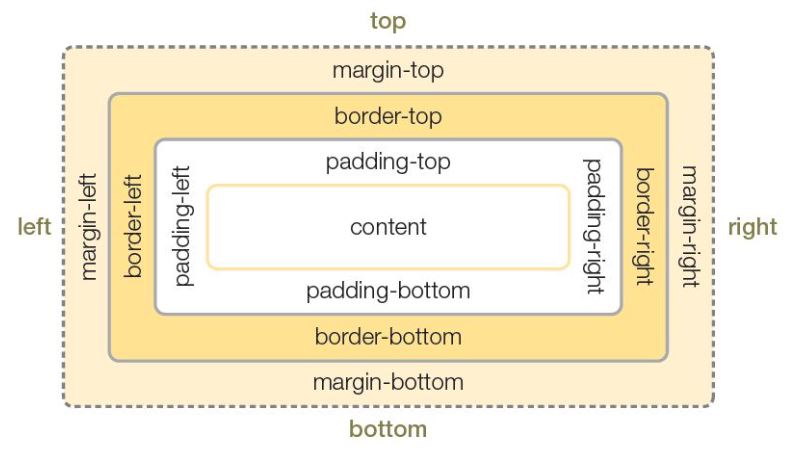 top
margin-top
border-top
padding-top
left
margin-left
border-left
padding-left
content
padding-right
border-right
margin-right
right
padding-bottom
border-bottom
margin-bottom
bottom